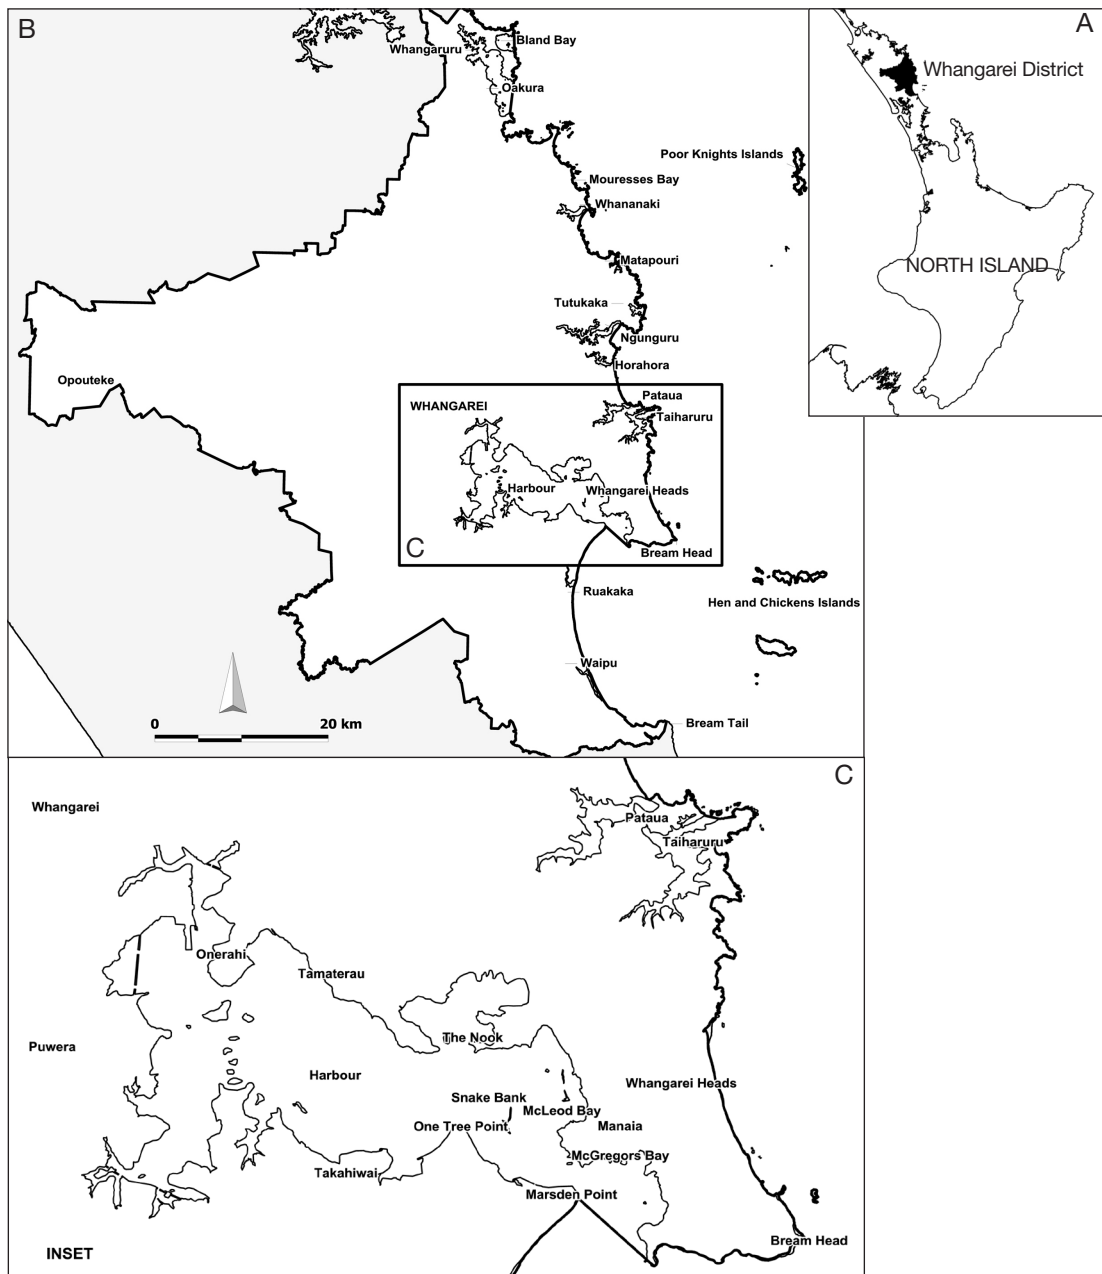 B
Whangaruru
Bland Bay
Oakura
Poor Knights Islands
Mouresses Bay
Whananaki
Matapouri
Tutukaka
Ngunguru
Horahora
Opouteke
Pataua
WHANGAREI
Taiharuru
Harbour
Whangarei Heads
C
Bream Head
Ruakaka
Hen and Chickens Islands
Waipu
0
20 km
Bream Tail
A
Whangarei District
NORTH ISLAND
C
Whangarei
Pataua
Taiharuru
Onerahi
Tamaterau
The Nook
Puwera
Harbour
Whangarei Heads
Snake Bank
McLeod Bay
One Tree Point
Manaia
McGregors Bay
Takahiwai
Marsden Point
Bream Head
INSET